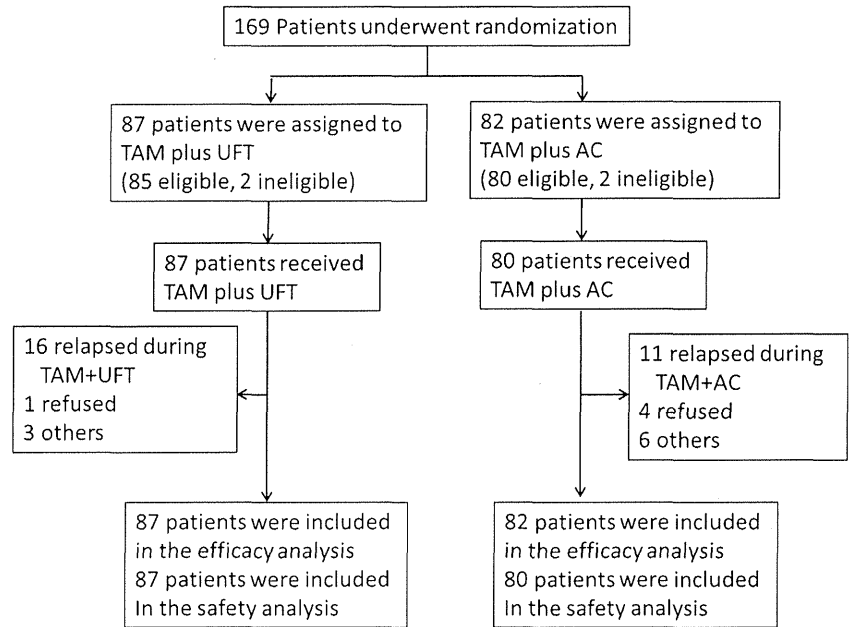 169 Patients underwent randomization
87 patients were assigned to
TAM plus UFT
(85 eligible, 2 ineligible)
82 patients were assigned to
TAM plus AC
(80 eligible, 2 ineligible)
87 patients received
TAM plus UFT
80 patients received
TAM plus AC
16 relapsed during
TAM+UFT
1 refused
3 others
11 relapsed during
TAM+AC
4 refused
6 others
87 patients were included
in the efficacy analysis
87 patients were included
In the safety analysis
82 patients were included
in the efficacy analysis
80 patients were included
In the safety analysis